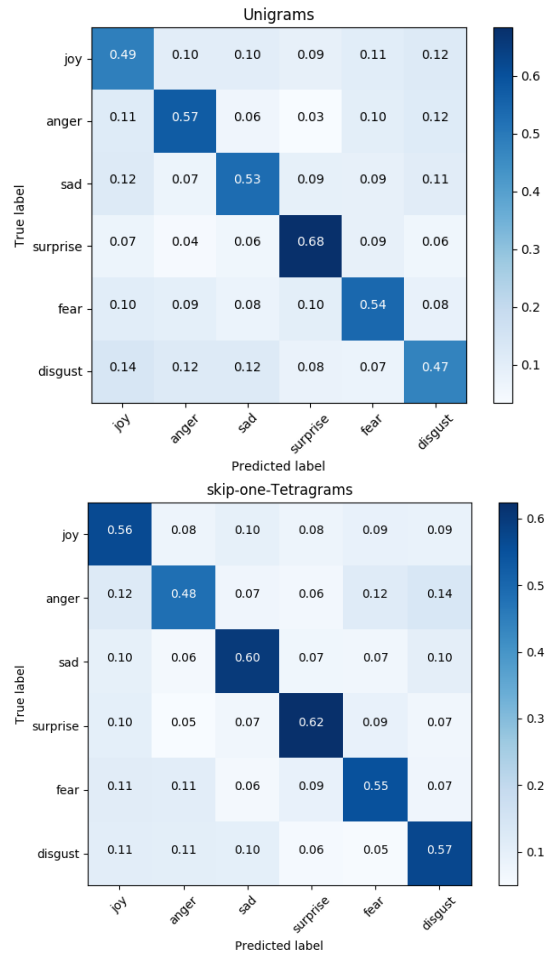 Unigrams
joy 0.49 0.10 0.10 0.09 0.11 0.12
anger 0.11 0.57 0.06 0.03 0.10 0.12
sad 0.12 0.07 0.53 0.09 0.09 0.11
surprise 0.07 0.04 0.06 0.68 0.09 0.06
fear 0.10 0.09 0.08 0.10 0.54 0.08
disgust 0.14 0.12 0.12 0.08 0.07 0.47
True label
joy anger sad surprise fear disgust
Predicted label
0.6
0.5
0.4
0.3
0.2
0.1
skip-one-Tetragrams
joy 0.56 0.08 0.10 0.08 0.09 0.09
anger 0.12 0.48 0.07 0.06 0.12 0.14
sad 0.10 0.06 0.60 0.07 0.07 0.10
surprise 0.10 0.05 0.07 0.62 0.09 0.07
fear 0.11 0.11 0.06 0.09 0.55 0.07
disgust 0.11 0.11 0.10 0.06 0.05 0.57
True label
joy anger sad surprise fear disgust
Predicted label
0.6
0.5
0.4
0.3
0.2
0.1